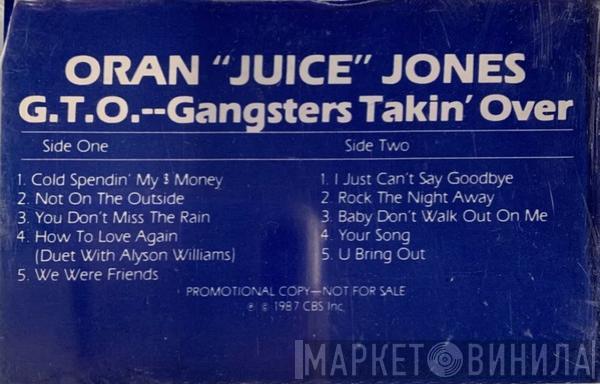 ORAN "JUICE" JONES
G.T.O.--Gangsters Takin' Over
Side One
1. Cold Spendin' My $ Money
2. Not On The Outside
3. You Don't Miss The Rain
4. How To Love Again
(Duet With Alyson Williams)
5. We Were Friends
Side Two
1. I Just Can't Say Goodbye
2. Rock The Night Away
3. Baby Don't Walk Out On Me
4. Your Song
5. U Bring Out
PROMOTIONAL COPY—NOT FOR SALE
℗ © 1987 CBS Inc.
МАРКЕТ ВИНИЛА